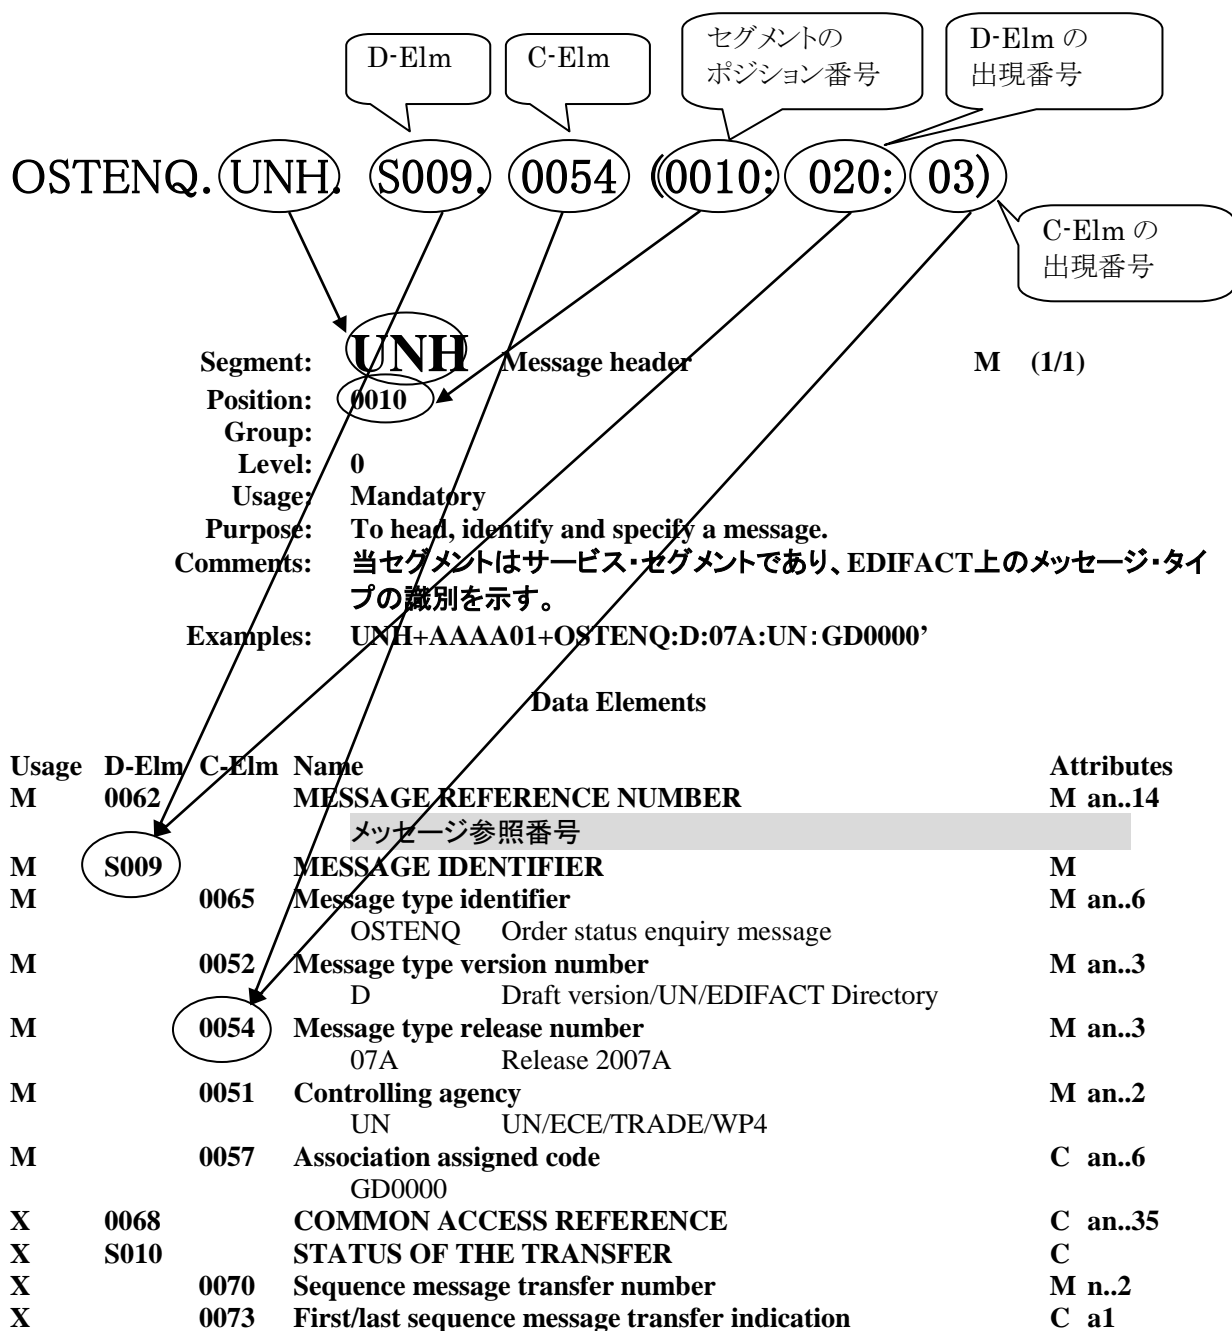 D-Elm
C-Elm
セグメントの
ポジション番号
D-Elm の
出現番号
OSTENQ. UNH. S009. 0054 (0010: 020: 03)
C-Elm の
出現番号
Segment: UNH Message header M (1/1)
Position: 0010
Group:
Level: 0
Usage: Mandatory
Purpose: To head, identify and specify a message.
Comments: 当セグメントはサービス・セグメントであり、EDIFACT上のメッセージ・タイ
プの識別を示す。
Examples: UNH+AAAA01+OSTENQ:D:07A:UN:GD0000’
Data Elements
Usage D-Elm C-Elm Name Attributes
M 0062 MESSAGE REFERENCE NUMBER M an..14
メッセージ参照番号
M S009 MESSAGE IDENTIFIER M
M 0065 Message type identifier M an..6
OSTENQ Order status enquiry message
M 0052 Message type version number M an..3
D Draft version/UN/EDIFACT Directory
M 0054 Message type release number M an..3
07A Release 2007A
M 0051 Controlling agency M an..2
UN UN/ECE/TRADE/WP4
M 0057 Association assigned code C an..6
GD0000
X 0068 COMMON ACCESS REFERENCE C an..35
X S010 STATUS OF THE TRANSFER C
X 0070 Sequence message transfer number M n..2
X 0073 First/last sequence message transfer indication C a1